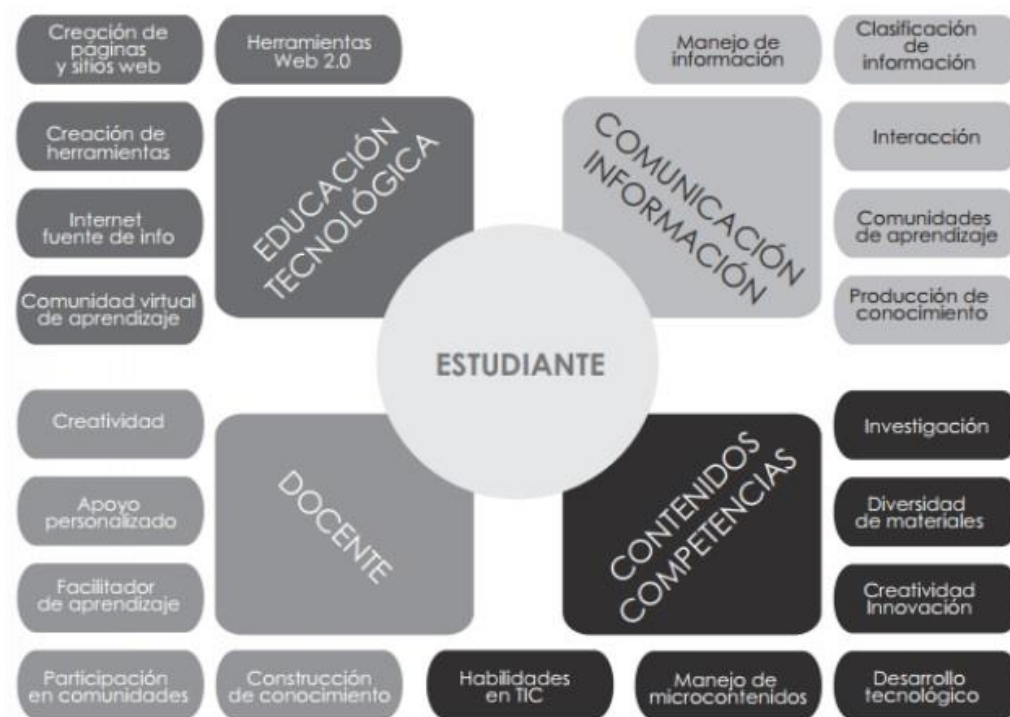 Creación de
páginas
y sitios web
Herramientas
Web 2.0
Creación de
herramientas
Internet
fuente de info
Comunidad virtual
de aprendizaje
EDUCACIÓN
TECNOLÓGICA
Manejo de
información
Clasificación
de
información
Interacción
Comunidades
de aprendizaje
Producción de
conocimiento
COMUNICACIÓN
INFORMACIÓN
ESTUDIANTE
Creatividad
Apoyo
personalizado
Facilitador
de aprendizaje
Participación
en comunidades
Construcción
de conocimiento
DOCENTE
CONTENIDOS
COMPETENCIAS
Investigación
Diversidad
de materiales
Creatividad
Innovación
Habilidades
en TIC
Manejo de
microcontenidos
Desarrollo
tecnológico